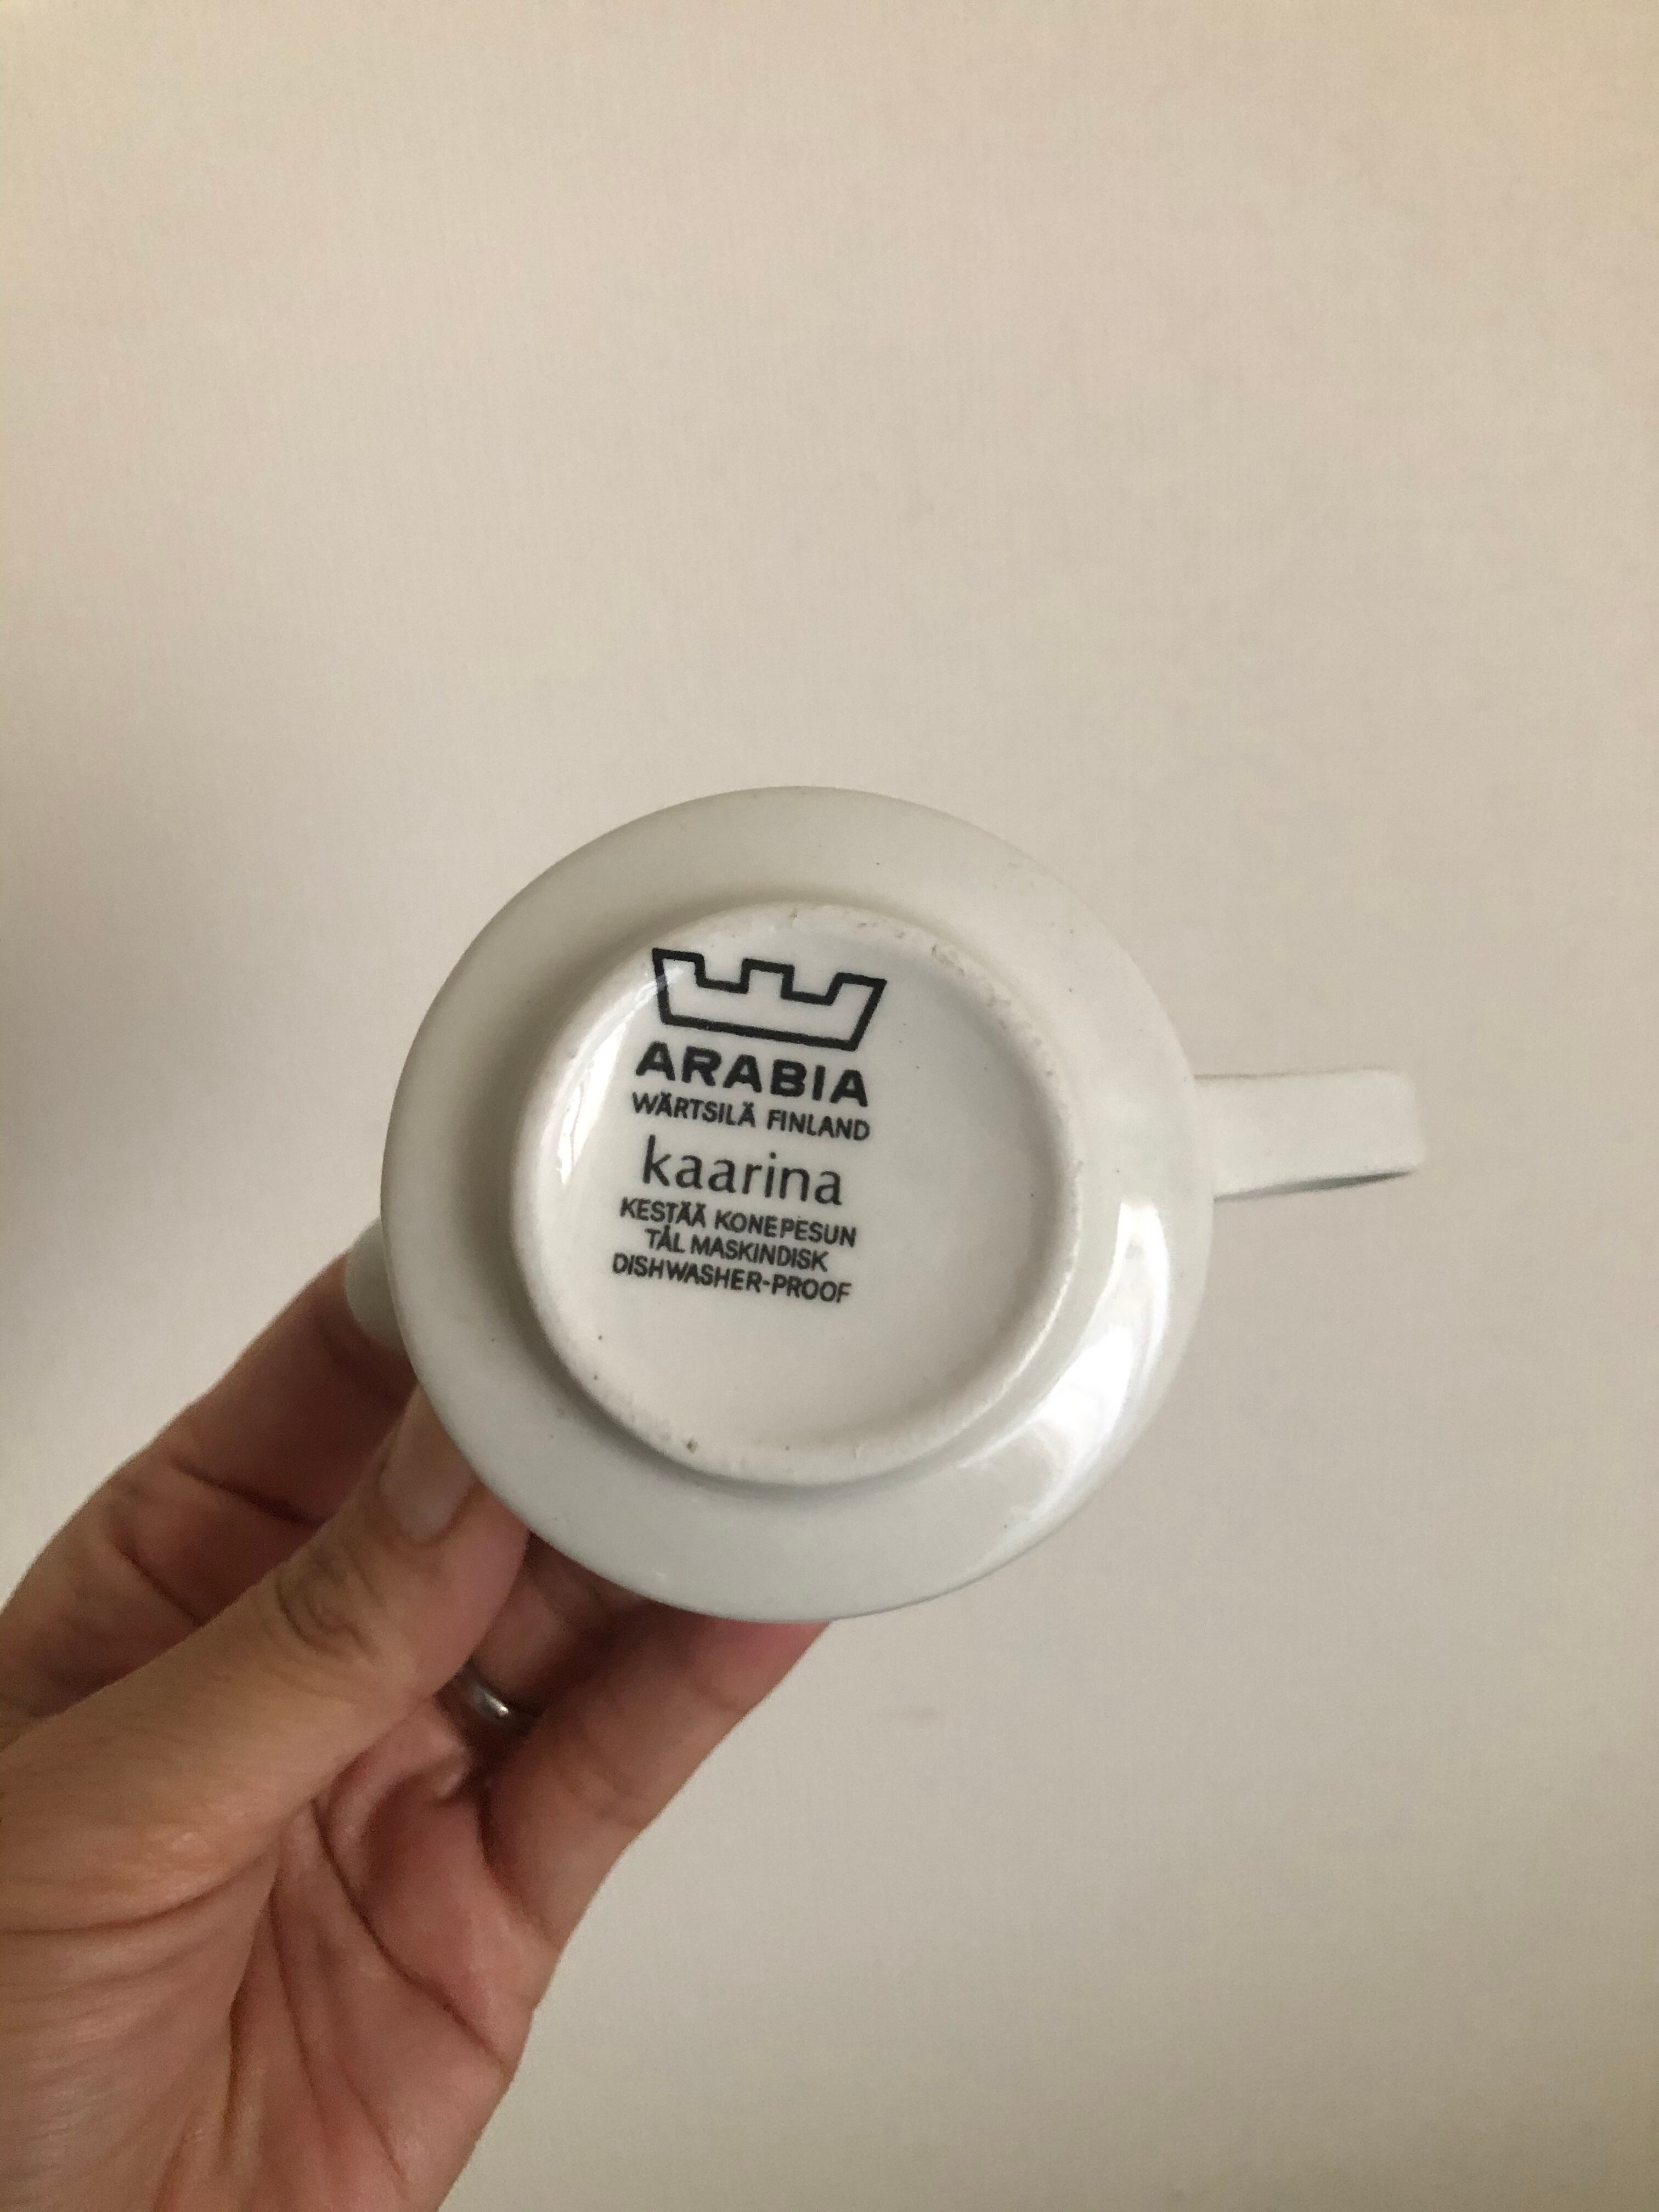 ARABIA
WÄRTSILÄ FINLAND
kaarina
KESTÄÄ KONEPESUN
TÅL MASKINDISK
DISHWASHER-PROOF